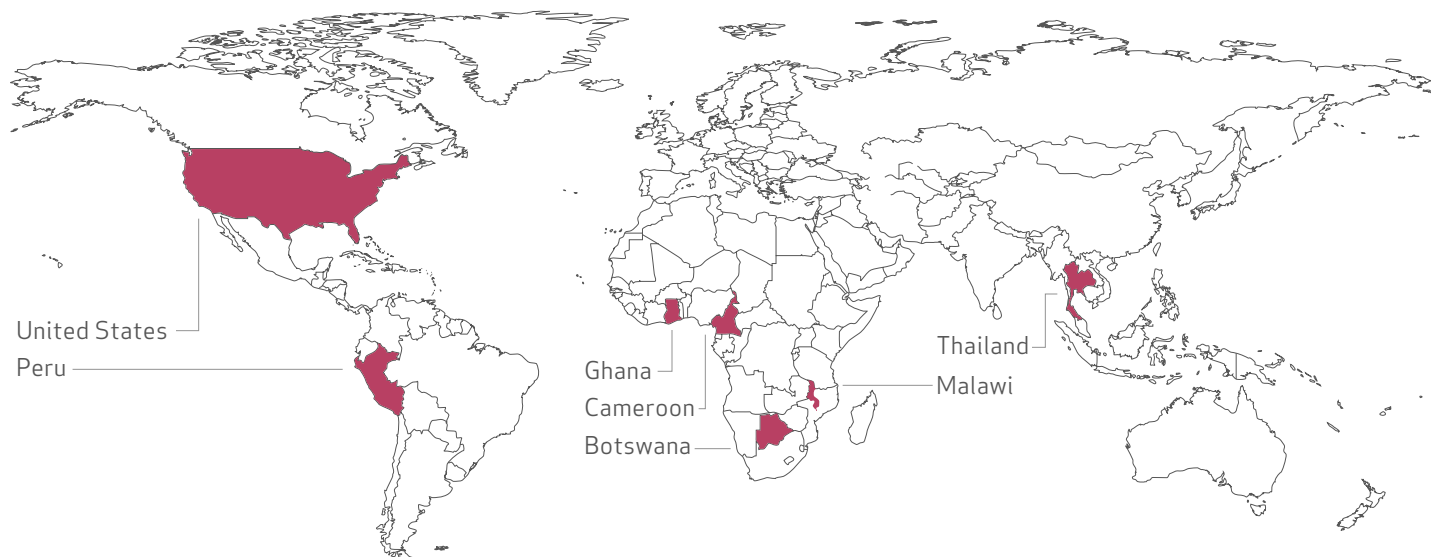 United States
Peru
Ghana
Cameroon
Botswana
Thailand
Malawi